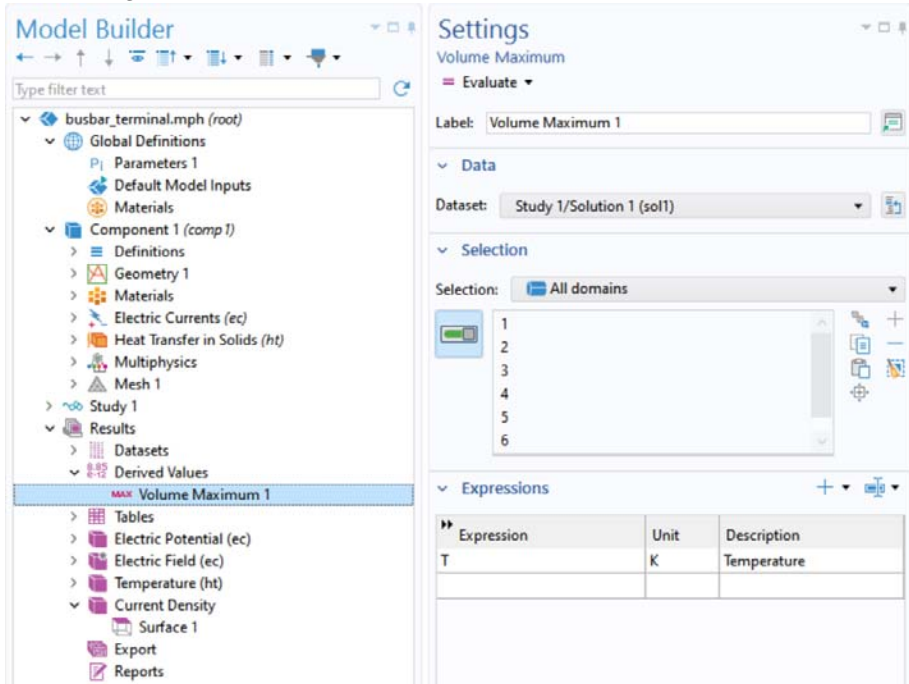 Model Builder
Type filter text
busbar_terminal.mph (root)
Global Definitions
Pi Parameters 1
Default Model Inputs
Materials
Component 1 (comp1)
Definitions
Geometry 1
Materials
Electric Currents (ec)
Heat Transfer in Solids (ht)
Multiphysics
Mesh 1
Study 1
Results
Datasets
8.85
e-12 Derived Values
MAX Volume Maximum 1
Tables
Electric Potential (ec)
Electric Field (ec)
Temperature (ht)
Current Density
Surface 1
Export
Reports
Settings
Volume Maximum
= Evaluate
Label: Volume Maximum 1
Data
Dataset: Study 1/Solution 1 (sol1)
Selection
Selection: All domains
1
2
3
4
5
6
Expressions
Expression Unit Description
T K Temperature